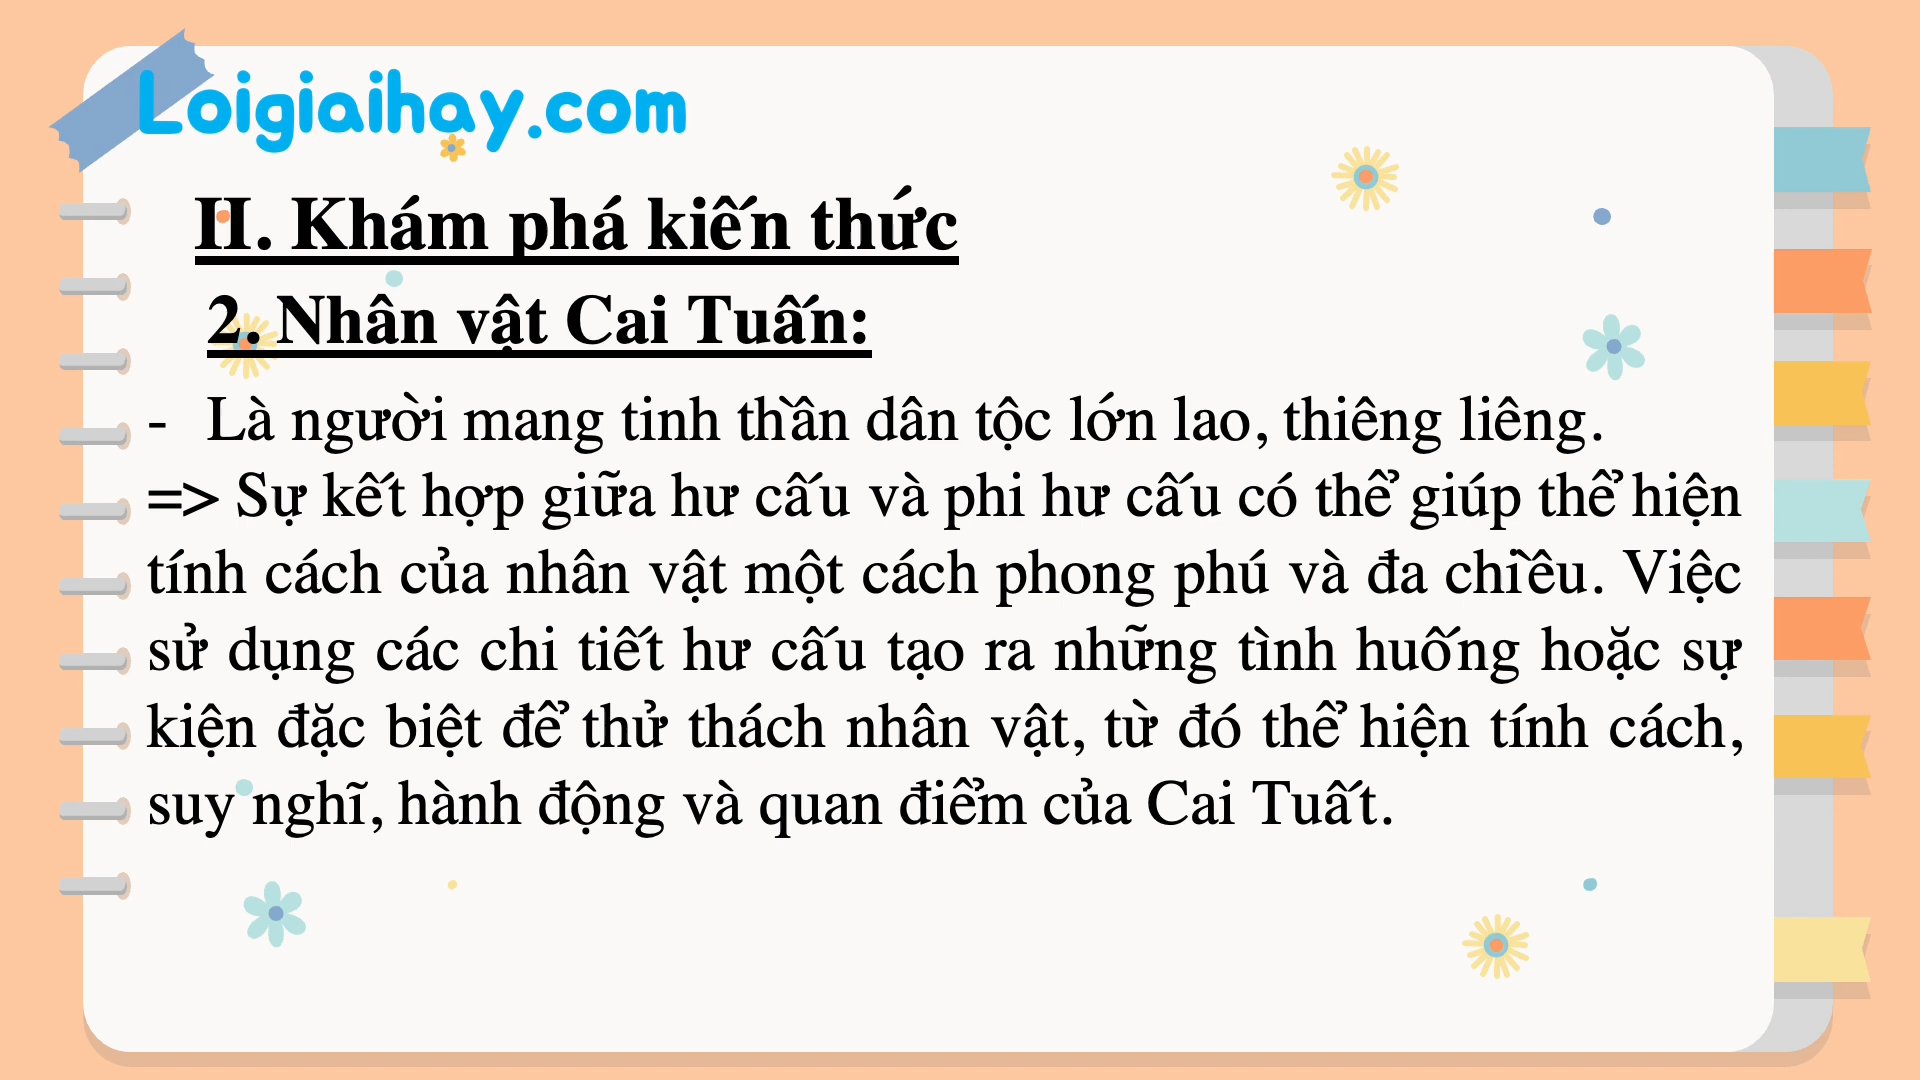 Loigiaihay.com
II. Khám phá kiến thức
2. Nhân vật Cai Tuấn:
- Là người mang tinh thần dân tộc lớn lao, thiêng liêng.
=> Sự kết hợp giữa hư cấu và phi hư cấu có thể giúp thể hiện
tính cách của nhân vật một cách phong phú và đa chiều. Việc
sử dụng các chi tiết hư cấu tạo ra những tình huống hoặc sự
kiện đặc biệt để thử thách nhân vật, từ đó thể hiện tính cách,
suy nghĩ, hành động và quan điểm của Cai Tuất.